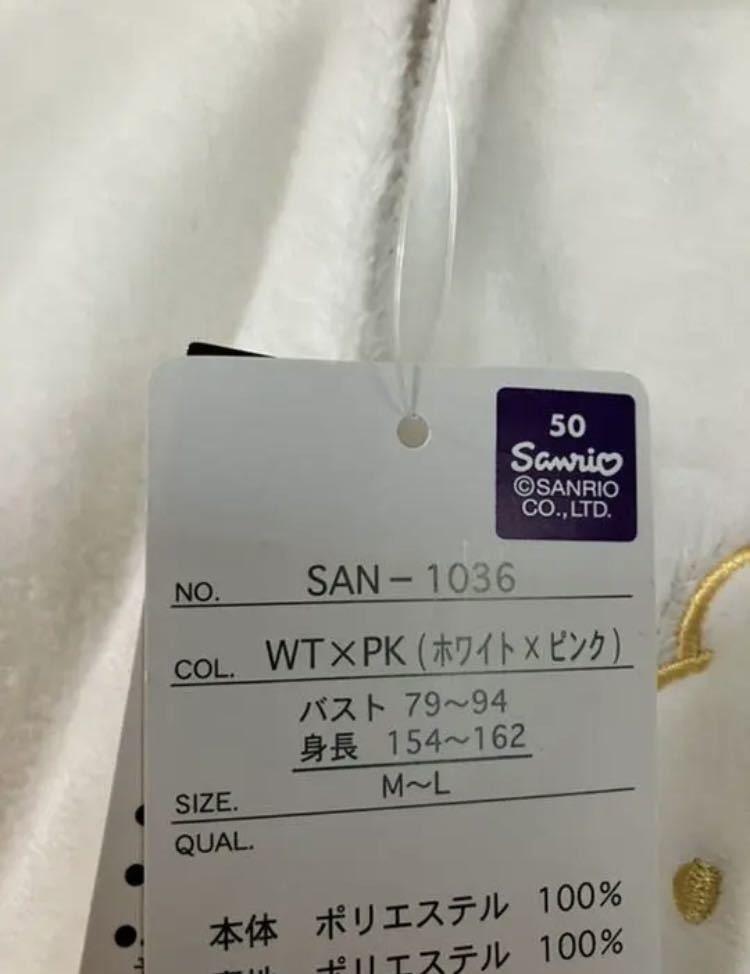 50
Sanrio
©SANRIO
CO.,LTD.
NO. SAN-1036
COL. WT×PK(ホワイト×ピンク)
バスト 79〜94
身長 154〜162
SIZE. M〜L
QUAL.
本体 ポリエステル 100%
ポリエステル 100%